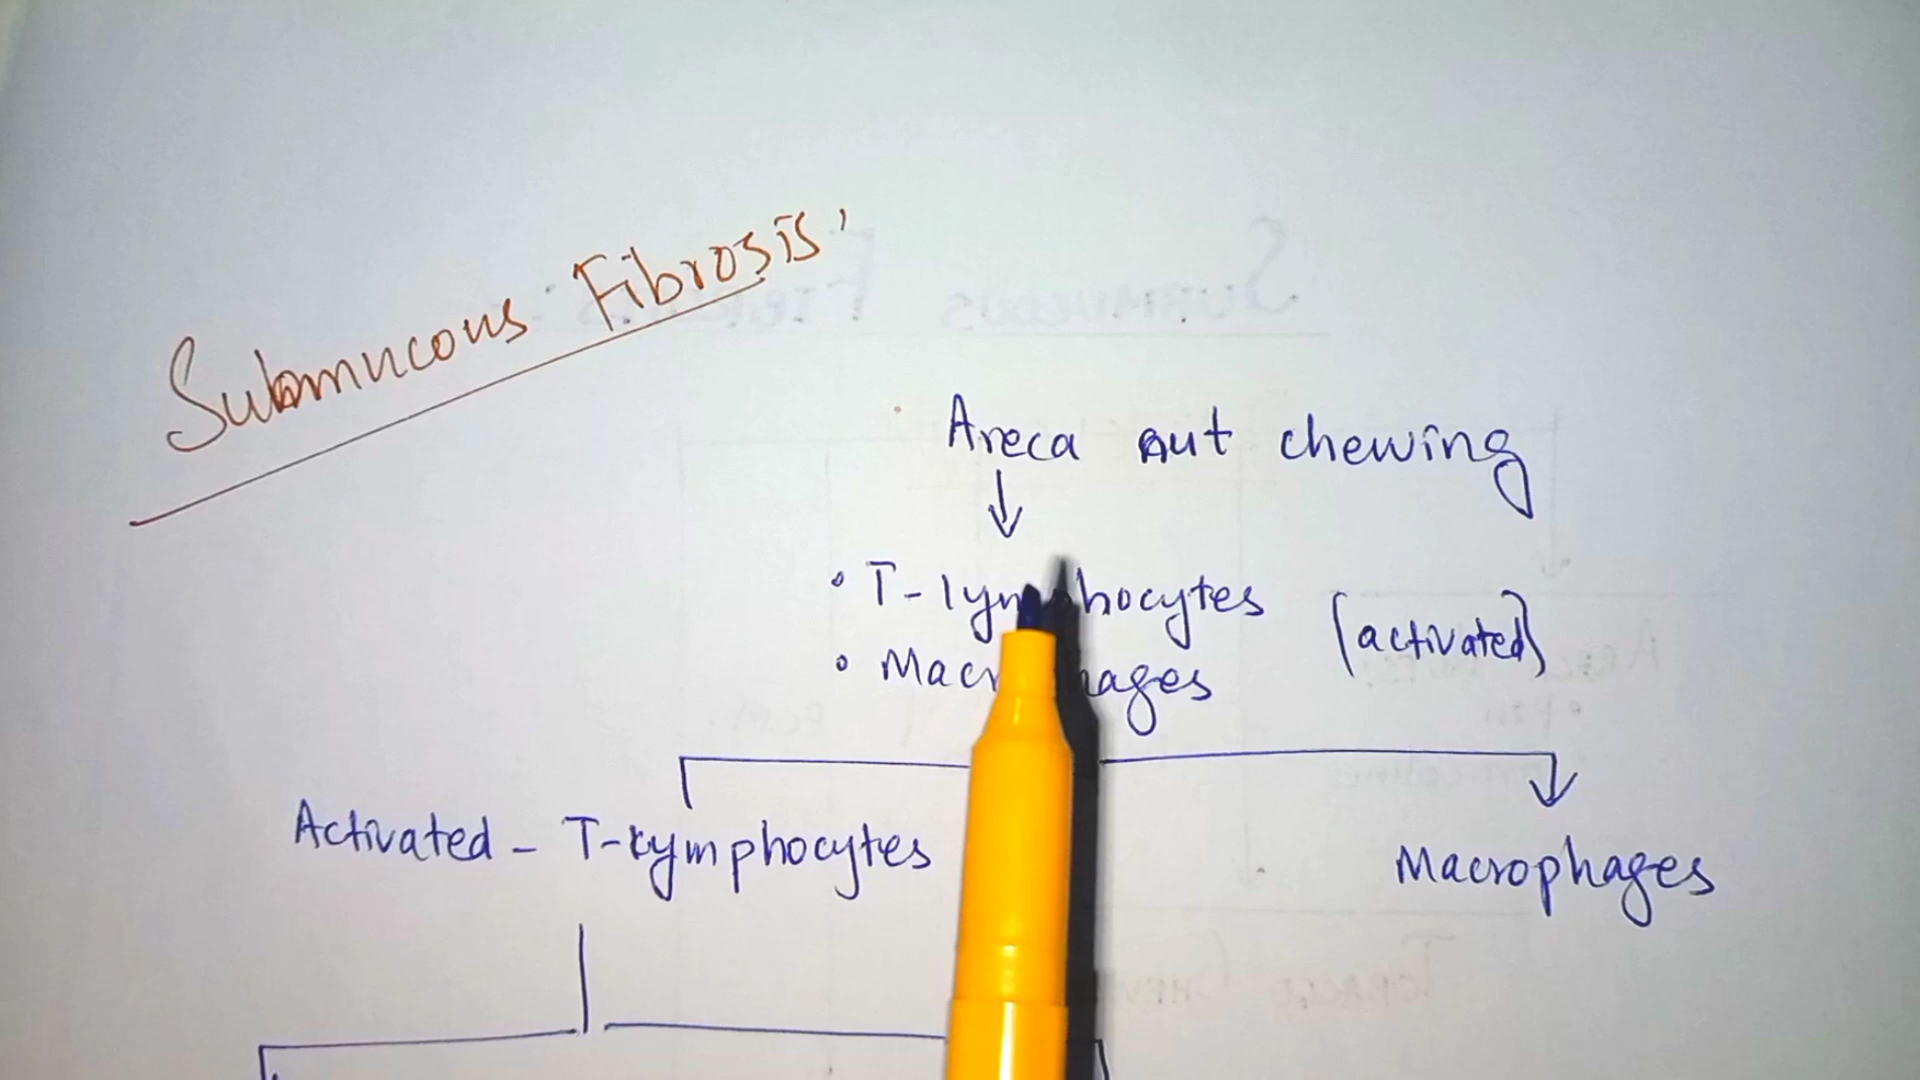 Submucous Fibrosis
Areca nut chewing
↓
• T-lymphocytes
• Macrophages
(activated)
Activated - T-lymphocytes
Macrophages